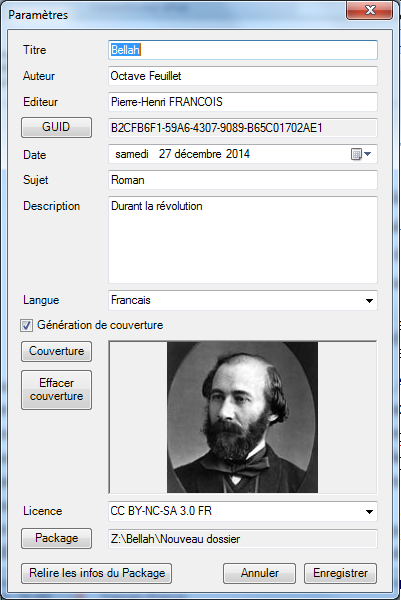 Paramètres
Titre Bellah
Auteur Octave Feuillet
Editeur Pierre-Henri FRANCOIS
GUID B2CFB6F1-59A6-4307-9089-B65C01702AE1
Date samedi 27 décembre 2014
Sujet Roman
Description Durant la révolution
Langue Francais
Génération de couverture
Couverture
Effacer
couverture
Licence CC BY-NC-SA 3.0 FR
Package Z:\Bellah\Nouveau dossier
Relire les infos du Package Annuler Enregistrer